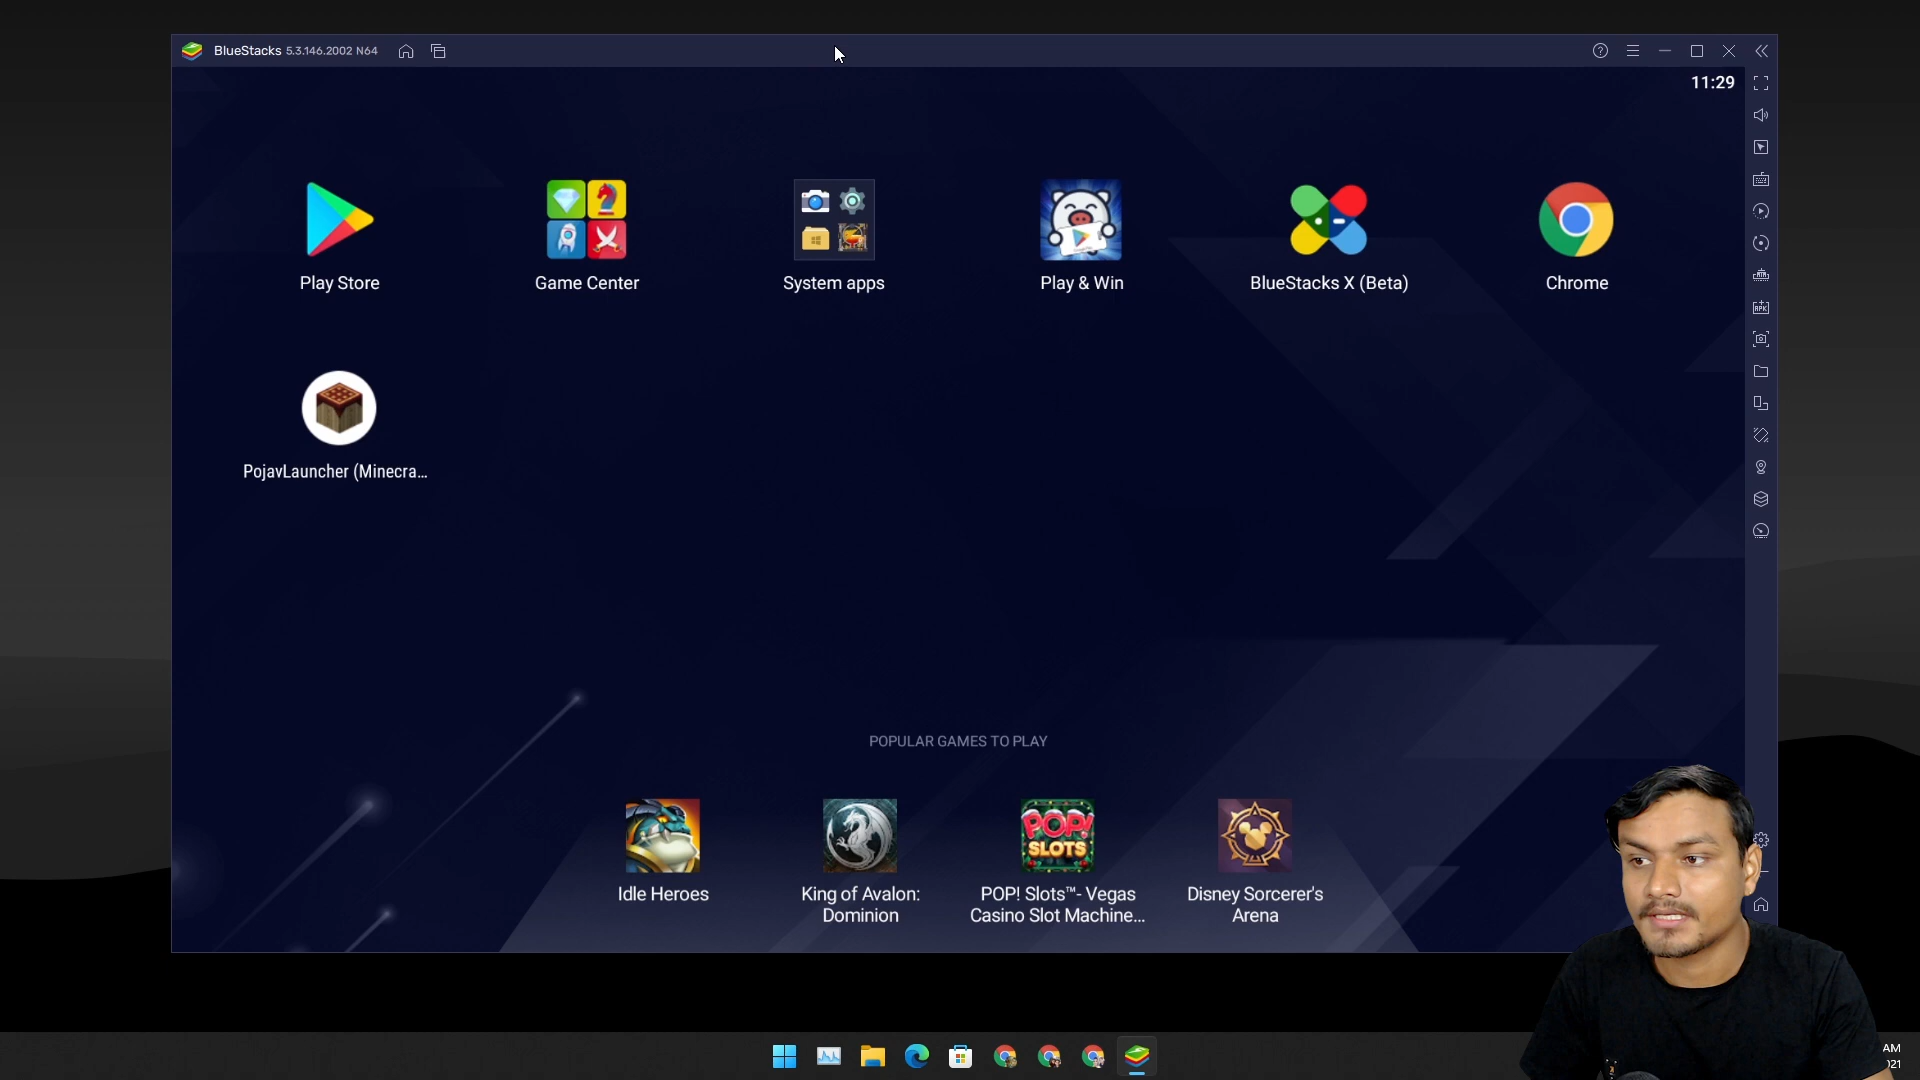 BlueStacks 5.3.146.2002 N64
11:29
Play Store
Game Center
System apps
Play & Win
BlueStacks X (Beta)
Chrome
PojavLauncher (Minecra...
POPULAR GAMES TO PLAY
POP!
SLOTS
Idle Heroes
King of Avalon:
Dominion
POP! Slots™- Vegas
Casino Slot Machine...
Disney Sorcerer's
Arena
AM